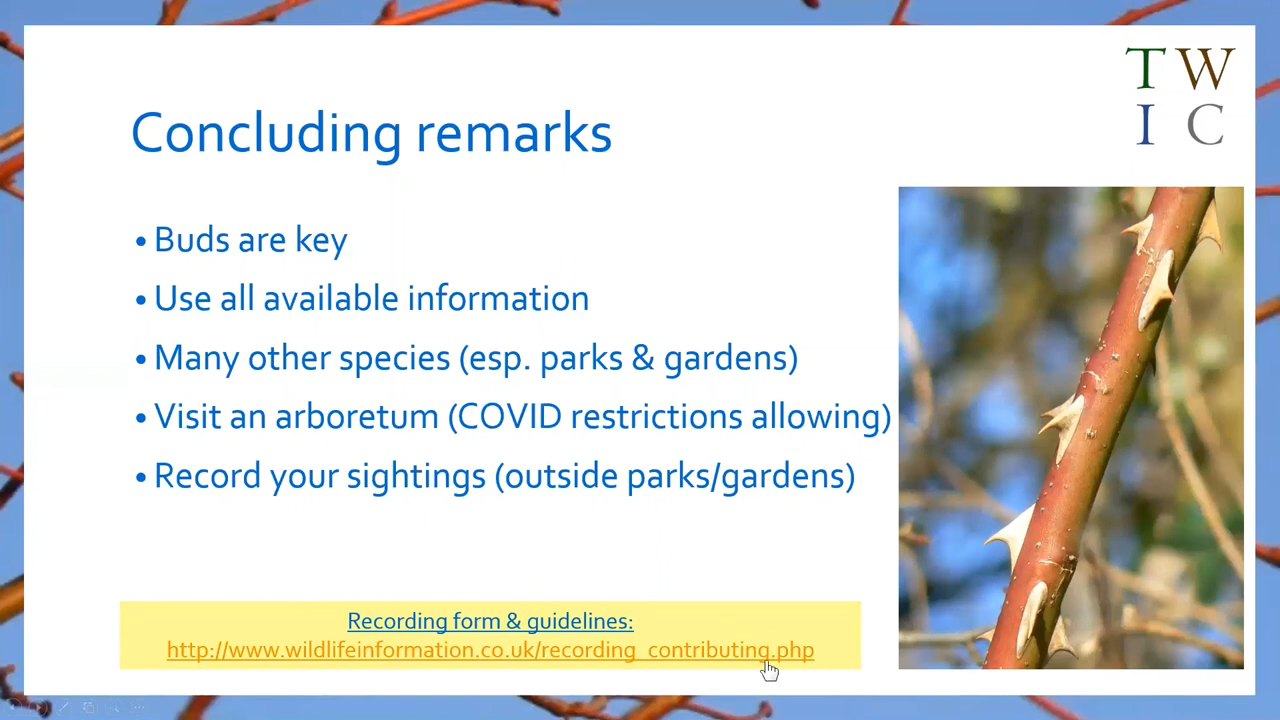 T W
I C
Concluding remarks
• Buds are key
• Use all available information
• Many other species (esp. parks & gardens)
• Visit an arboretum (COVID restrictions allowing)
• Record your sightings (outside parks/gardens)
Recording form & guidelines:
http://www.wildlifeinformation.co.uk/recording_contributing.php